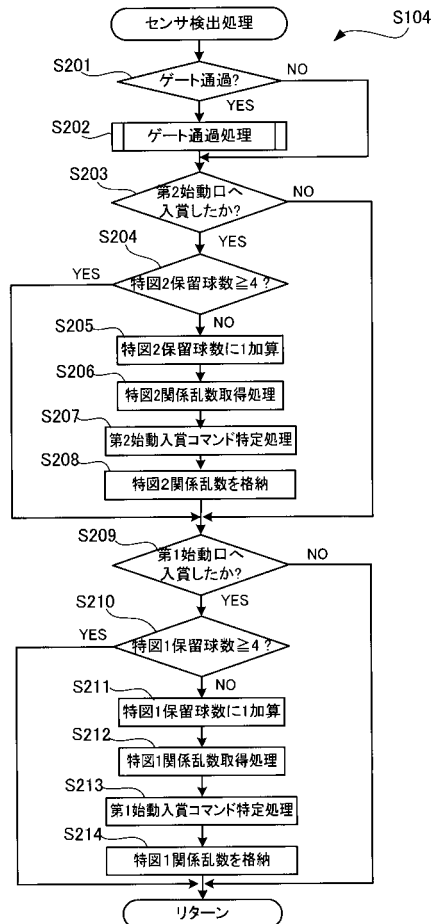 センサ検出処理
S104
S201
ゲート通過?
NO
YES
S202
ゲート通過処理
S203
第2始動口へ
入賞したか?
NO
YES
S204
特図2保留球数≧4?
YES
NO
S205
特図2保留球数に1加算
S206
特図2関係乱数取得処理
S207
第2始動入賞コマンド特定処理
S208
特図2関係乱数を格納
S209
第1始動口へ
入賞したか?
NO
YES
S210
特図1保留球数≧4?
YES
NO
S211
特図1保留球数に1加算
S212
特図1関係乱数取得処理
S213
第1始動入賞コマンド特定処理
S214
特図1関係乱数を格納
リターン